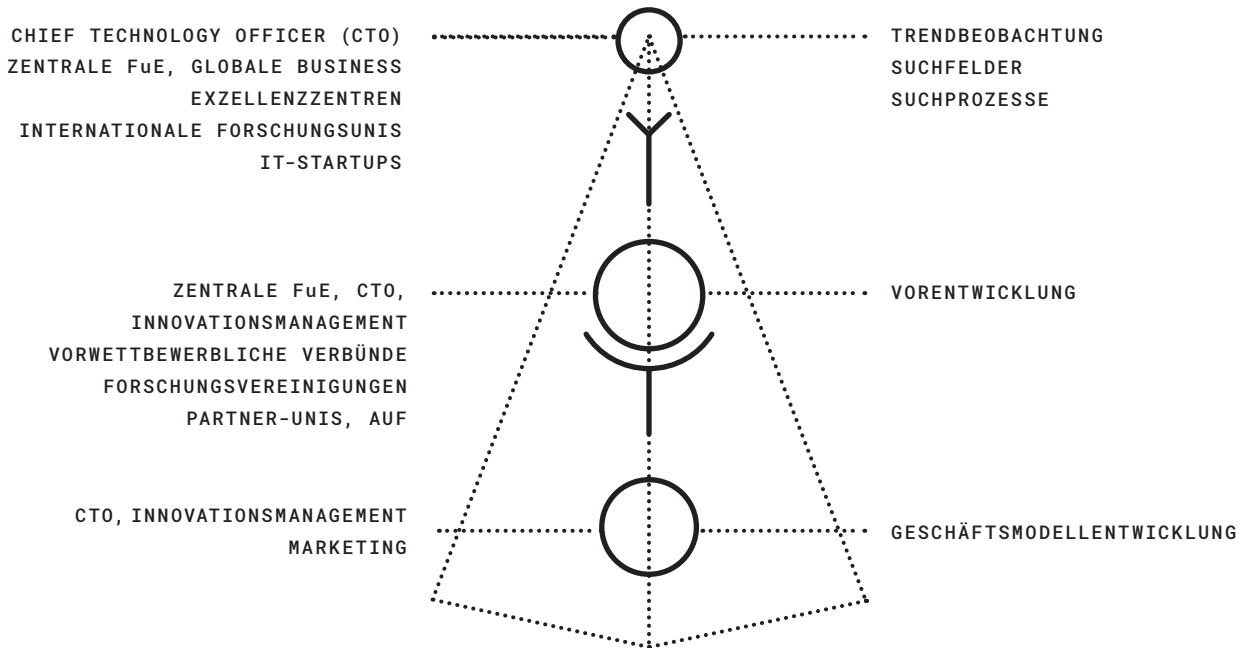 CHIEF TECHNOLOGY OFFICER (CTO)
ZENTRALE FuE, GLOBALE BUSINESS
EXZELLENZZENTREN
INTERNATIONALE FORSCHUNGSUNIS
IT-STARTUPS
TRENDBEOBACHTUNG
SUCHFELDER
SUCHPROZESSE
ZENTRALE FuE, CTO,
INNOVATIONSMANAGEMENT
VORWETTBEWERBLICHE VERBÜNDE
FORSCHUNGSVEREINIGUNGEN
PARTNER-UNIS, AUF
VORENTWICKLUNG
CTO, INNOVATIONSMANAGEMENT
MARKETING
GESCHÄFTSMODELLENTWICKLUNG